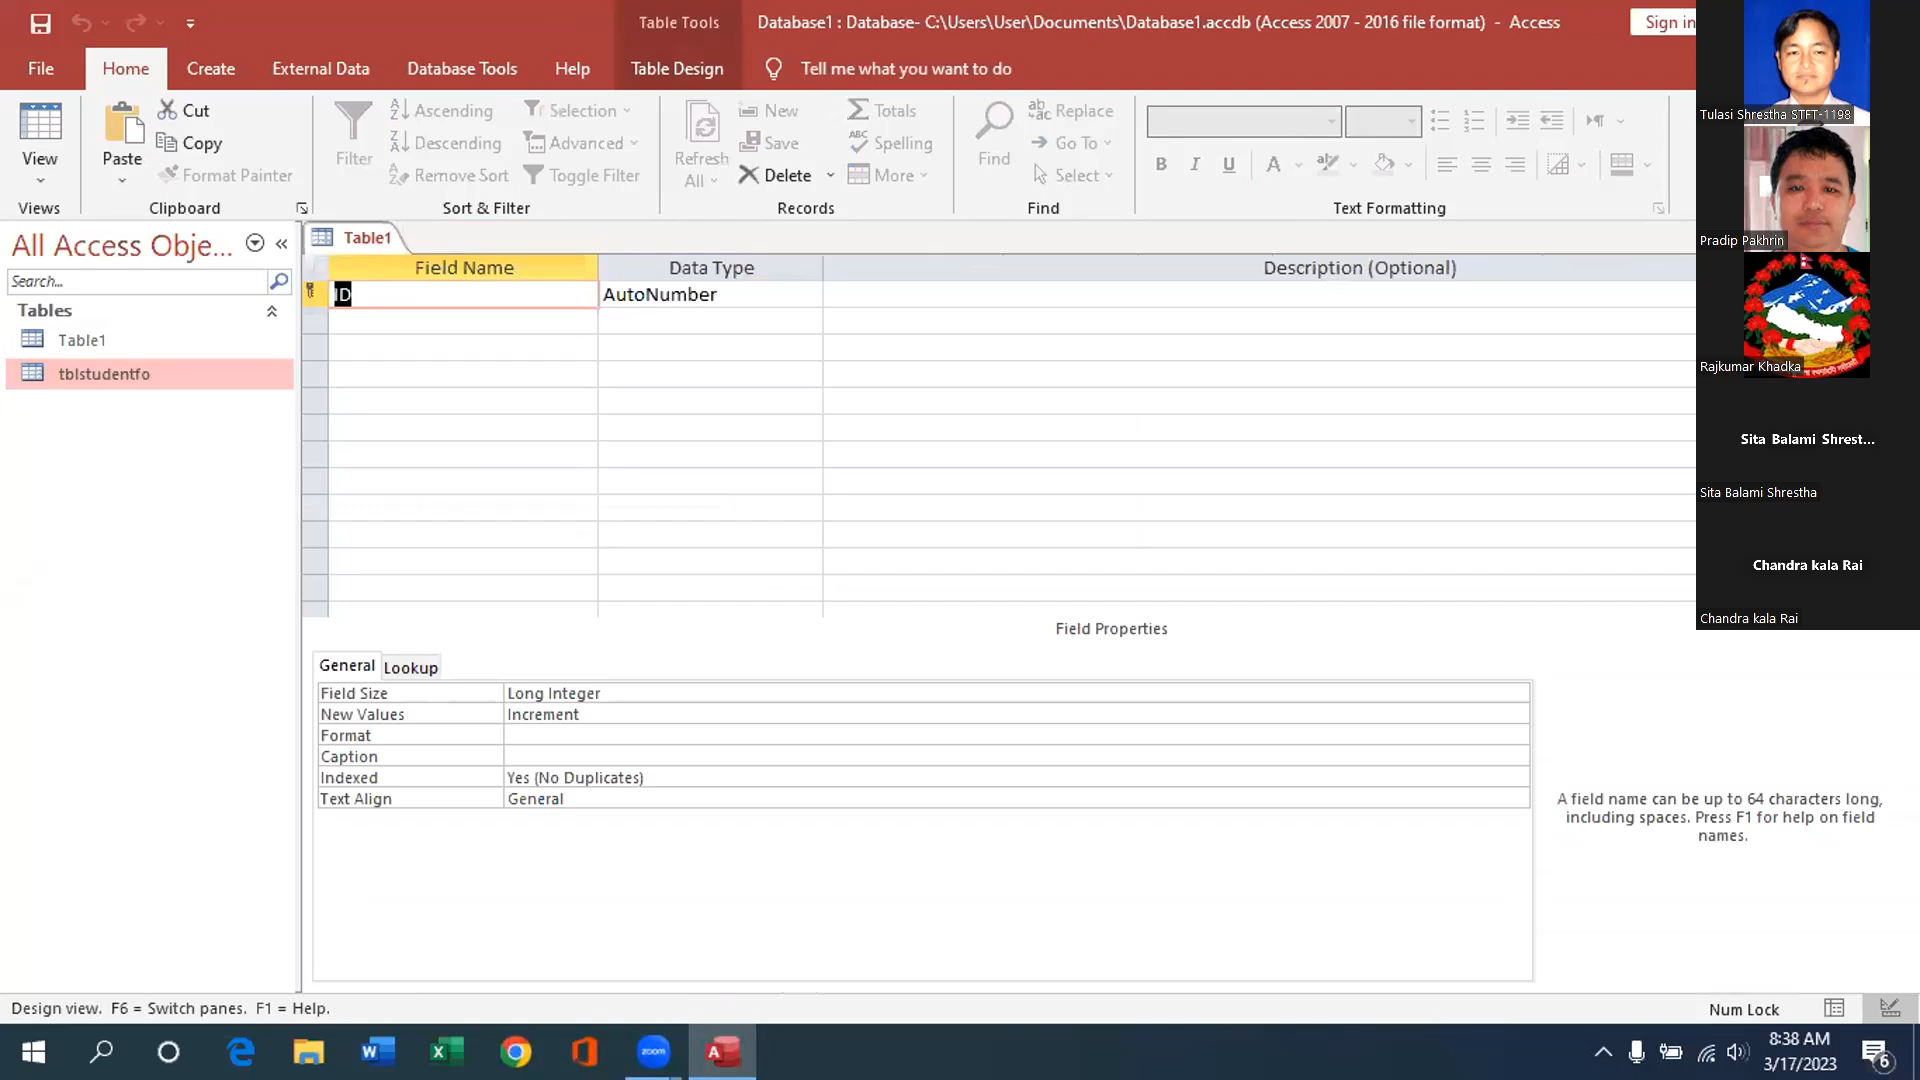 Table Tools
Database1 : Database- C:\Users\User\Documents\Database1.accdb (Access 2007 - 2016 file format) - Access
Sign in
File
Home
Create
External Data
Database Tools
Help
Table Design
Tell me what you want to do
View
Views
Paste
Cut
Copy
Format Painter
Clipboard
Filter
Ascending
Descending
Remove Sort
Selection
Advanced
Toggle Filter
Sort & Filter
Refresh
All
New
Save
Delete
Totals
Spelling
More
Records
Find
Replace
Go To
Select
Find
B I U A
Text Formatting
All Access Obje...
Search...
Tables
Table1
tblstudentfo
Table1
Field Name
Data Type
Description (Optional)
ID
AutoNumber
Field Properties
General
Lookup
Field Size
Long Integer
New Values
Increment
Format
Caption
Indexed
Yes (No Duplicates)
Text Align
General
A field name can be up to 64 characters long,
including spaces. Press F1 for help on field
names.
Tulasi Shrestha STFT-1198
Pradip Pakhrin
Rajkumar Khadka
Sita Balami Shrest...
Sita Balami Shrestha
Chandra kala Rai
Chandra kala Rai
Design view. F6 = Switch panes. F1 = Help.
Num Lock
zoom
8:38 AM
3/17/2023
6